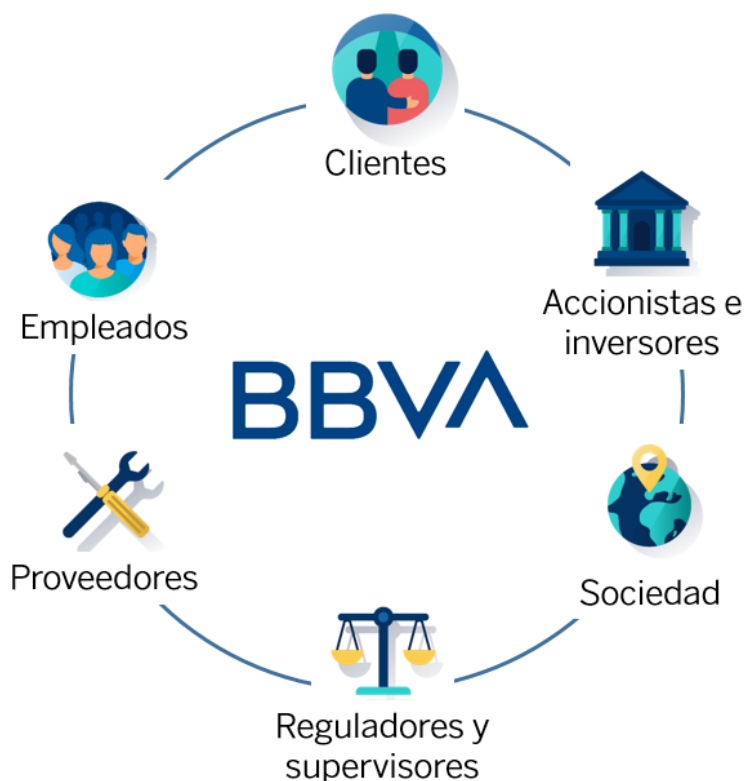 Clientes
Empleados
Accionistas e
inversores
BBVA
Proveedores
Sociedad
Reguladores y
supervisores